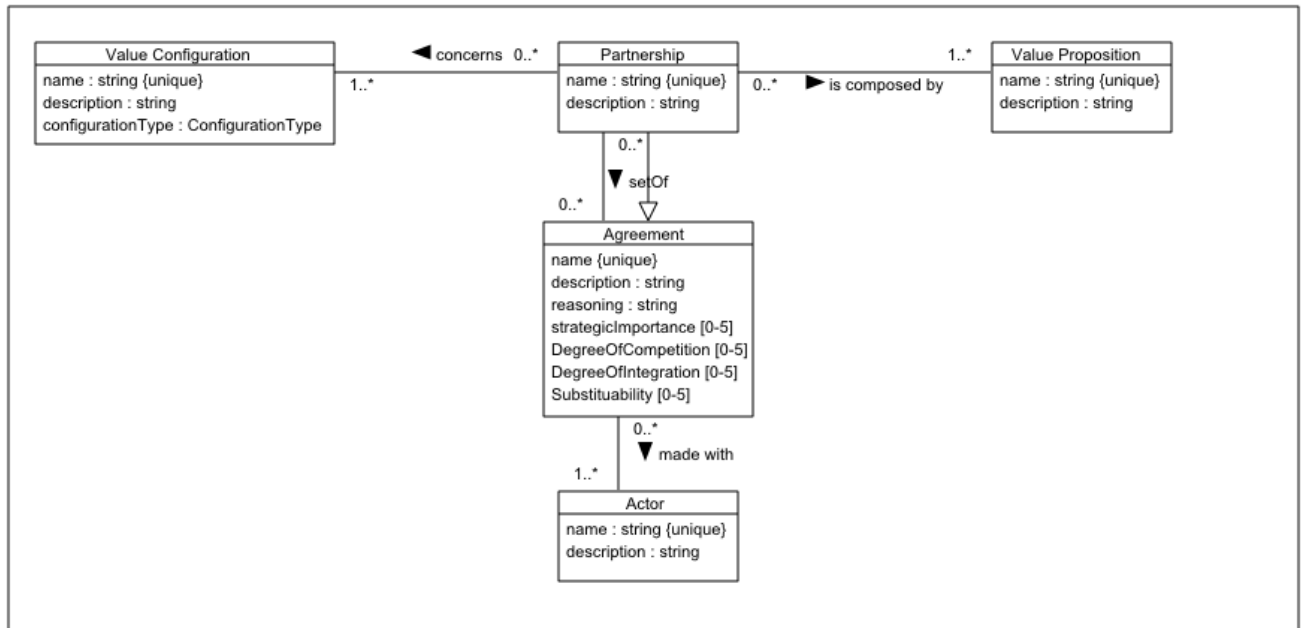 Value Configuration
name : string {unique}
description : string
configurationType : ConfigurationType
concerns 0..*
1..*
Partnership
name : string {unique}
description : string
1..*
0..*
is composed by
Value Proposition
name : string {unique}
description : string
0..*
setOf
0..*
Agreement
name {unique}
description : string
reasoning : string
strategicImportance [0-5]
DegreeOfCompetition [0-5]
DegreeOfIntegration [0-5]
Substituability [0-5]
0..*
made with
1..*
Actor
name : string {unique}
description : string